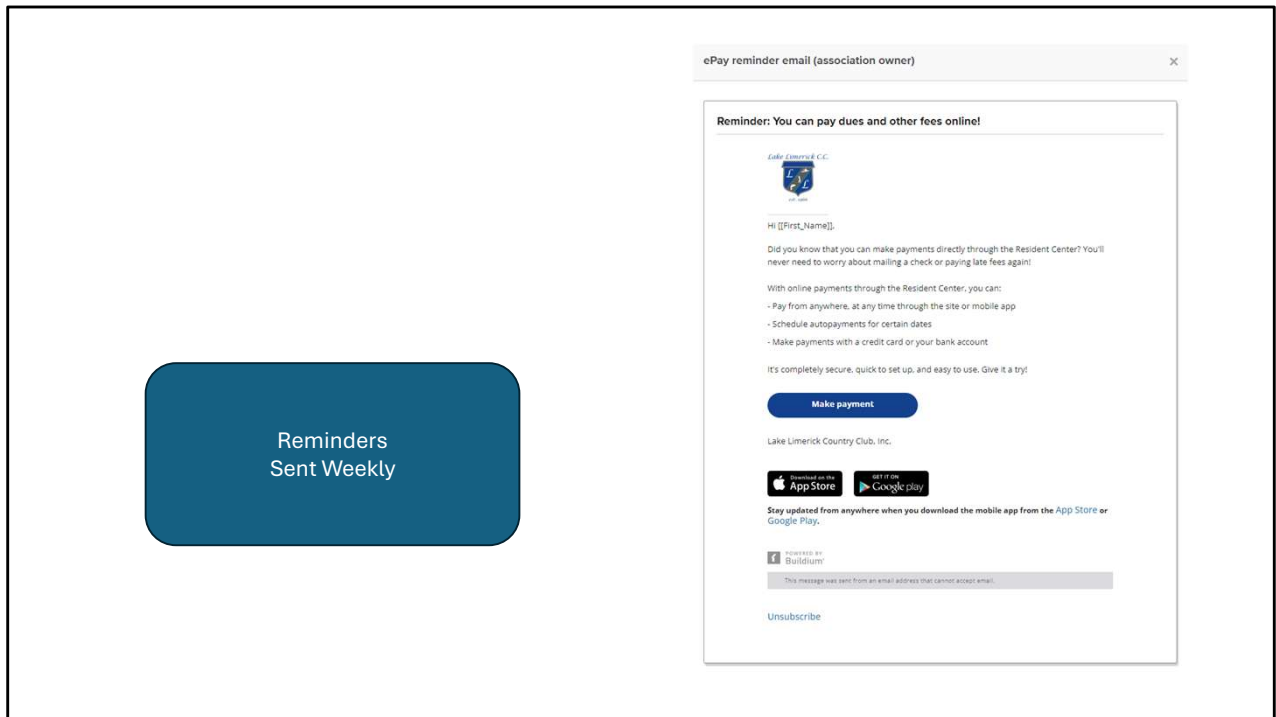 Reminders
Sent Weekly
ePay reminder email (association owner)
Reminder: You can pay dues and other fees online!
Lake Limerick C.C.
L
L
Hi [[First_Name]],
Did you know that you can make payments directly through the Resident Center? You'll
never need to worry about mailing a check or paying late fees again!
With online payments through the Resident Center, you can:
- Pay from anywhere, at any time through the site or mobile app
- Schedule autopayments for certain dates
- Make payments with a credit card or your bank account
It's completely secure, quick to set up, and easy to use. Give it a try!
Make payment
Lake Limerick Country Club, Inc.
Download on the
App Store
GET IT ON
Google play
Stay updated from anywhere when you download the mobile app from the App Store or
Google Play.
POWERED BY
Buildium
This message was sent from an email address that cannot accept email.
Unsubscribe